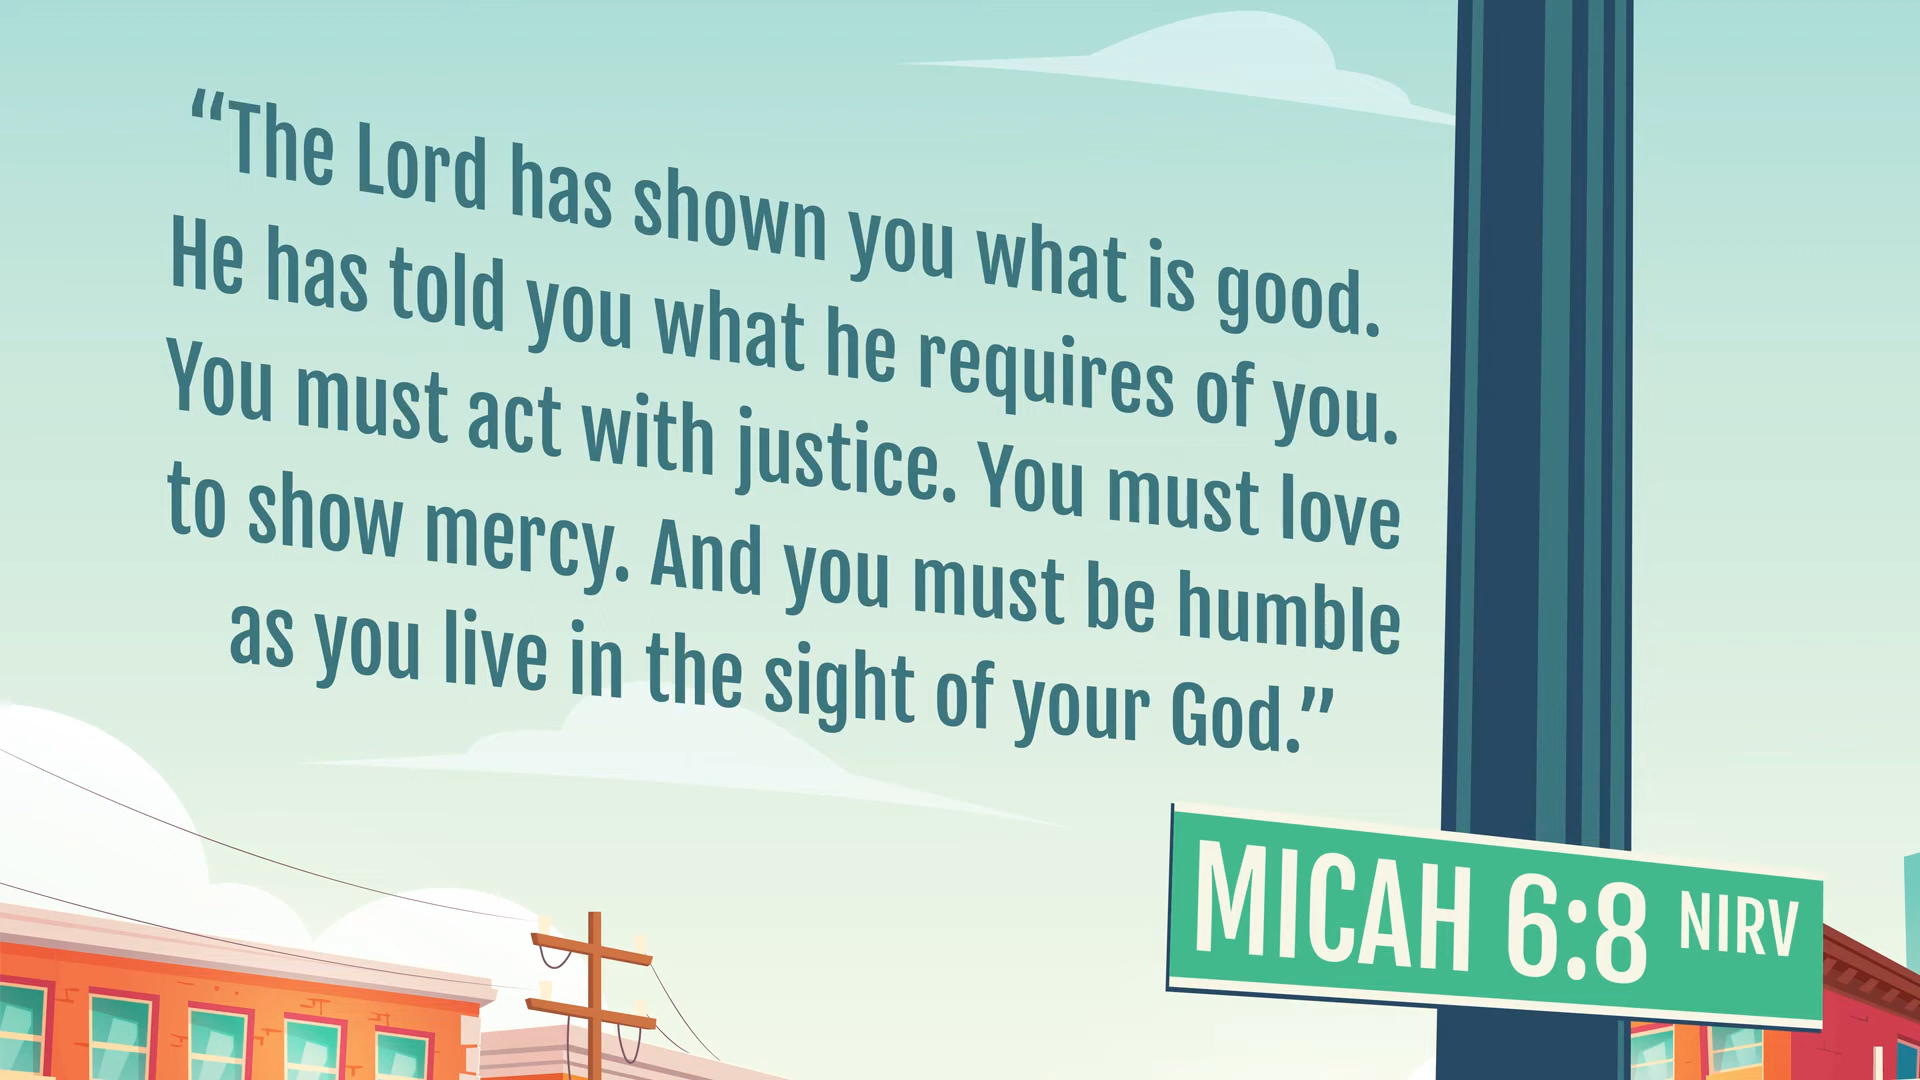 “The Lord has shown you what is good.
He has told you what he requires of you.
You must act with justice. You must love
to show mercy. And you must be humble
as you live in the sight of your God.”
MICAH 6:8 NIRV